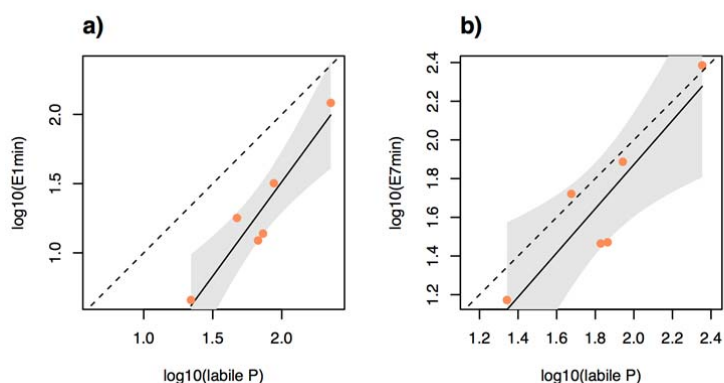 a)
log10(E1min)
2.0
1.5
1.0
1.0 1.5 2.0
log10(labile P)
b)
log10(E7min)
2.4
2.2
2.0
1.8
1.6
1.4
1.2
1.2 1.4 1.6 1.8 2.0 2.2 2.4
log10(labile P)